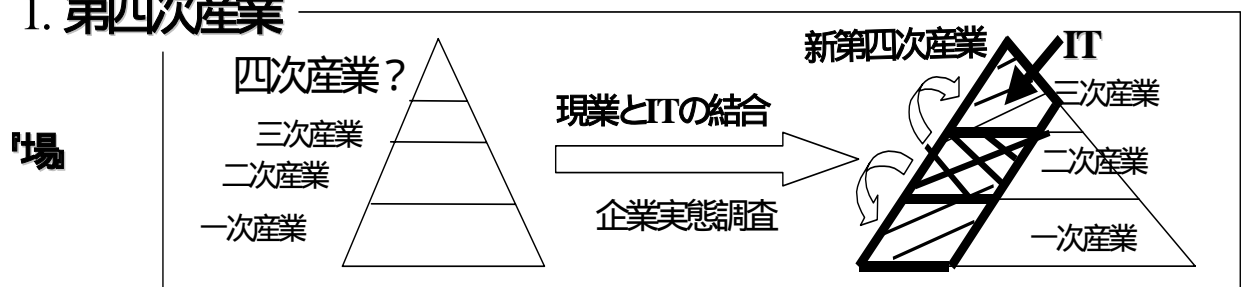 1. 第四次産業
『場』
四次産業？
三次産業
二次産業
一次産業
現業とITの結合
企業実態調査
新第四次産業
IT
三次産業
二次産業
一次産業